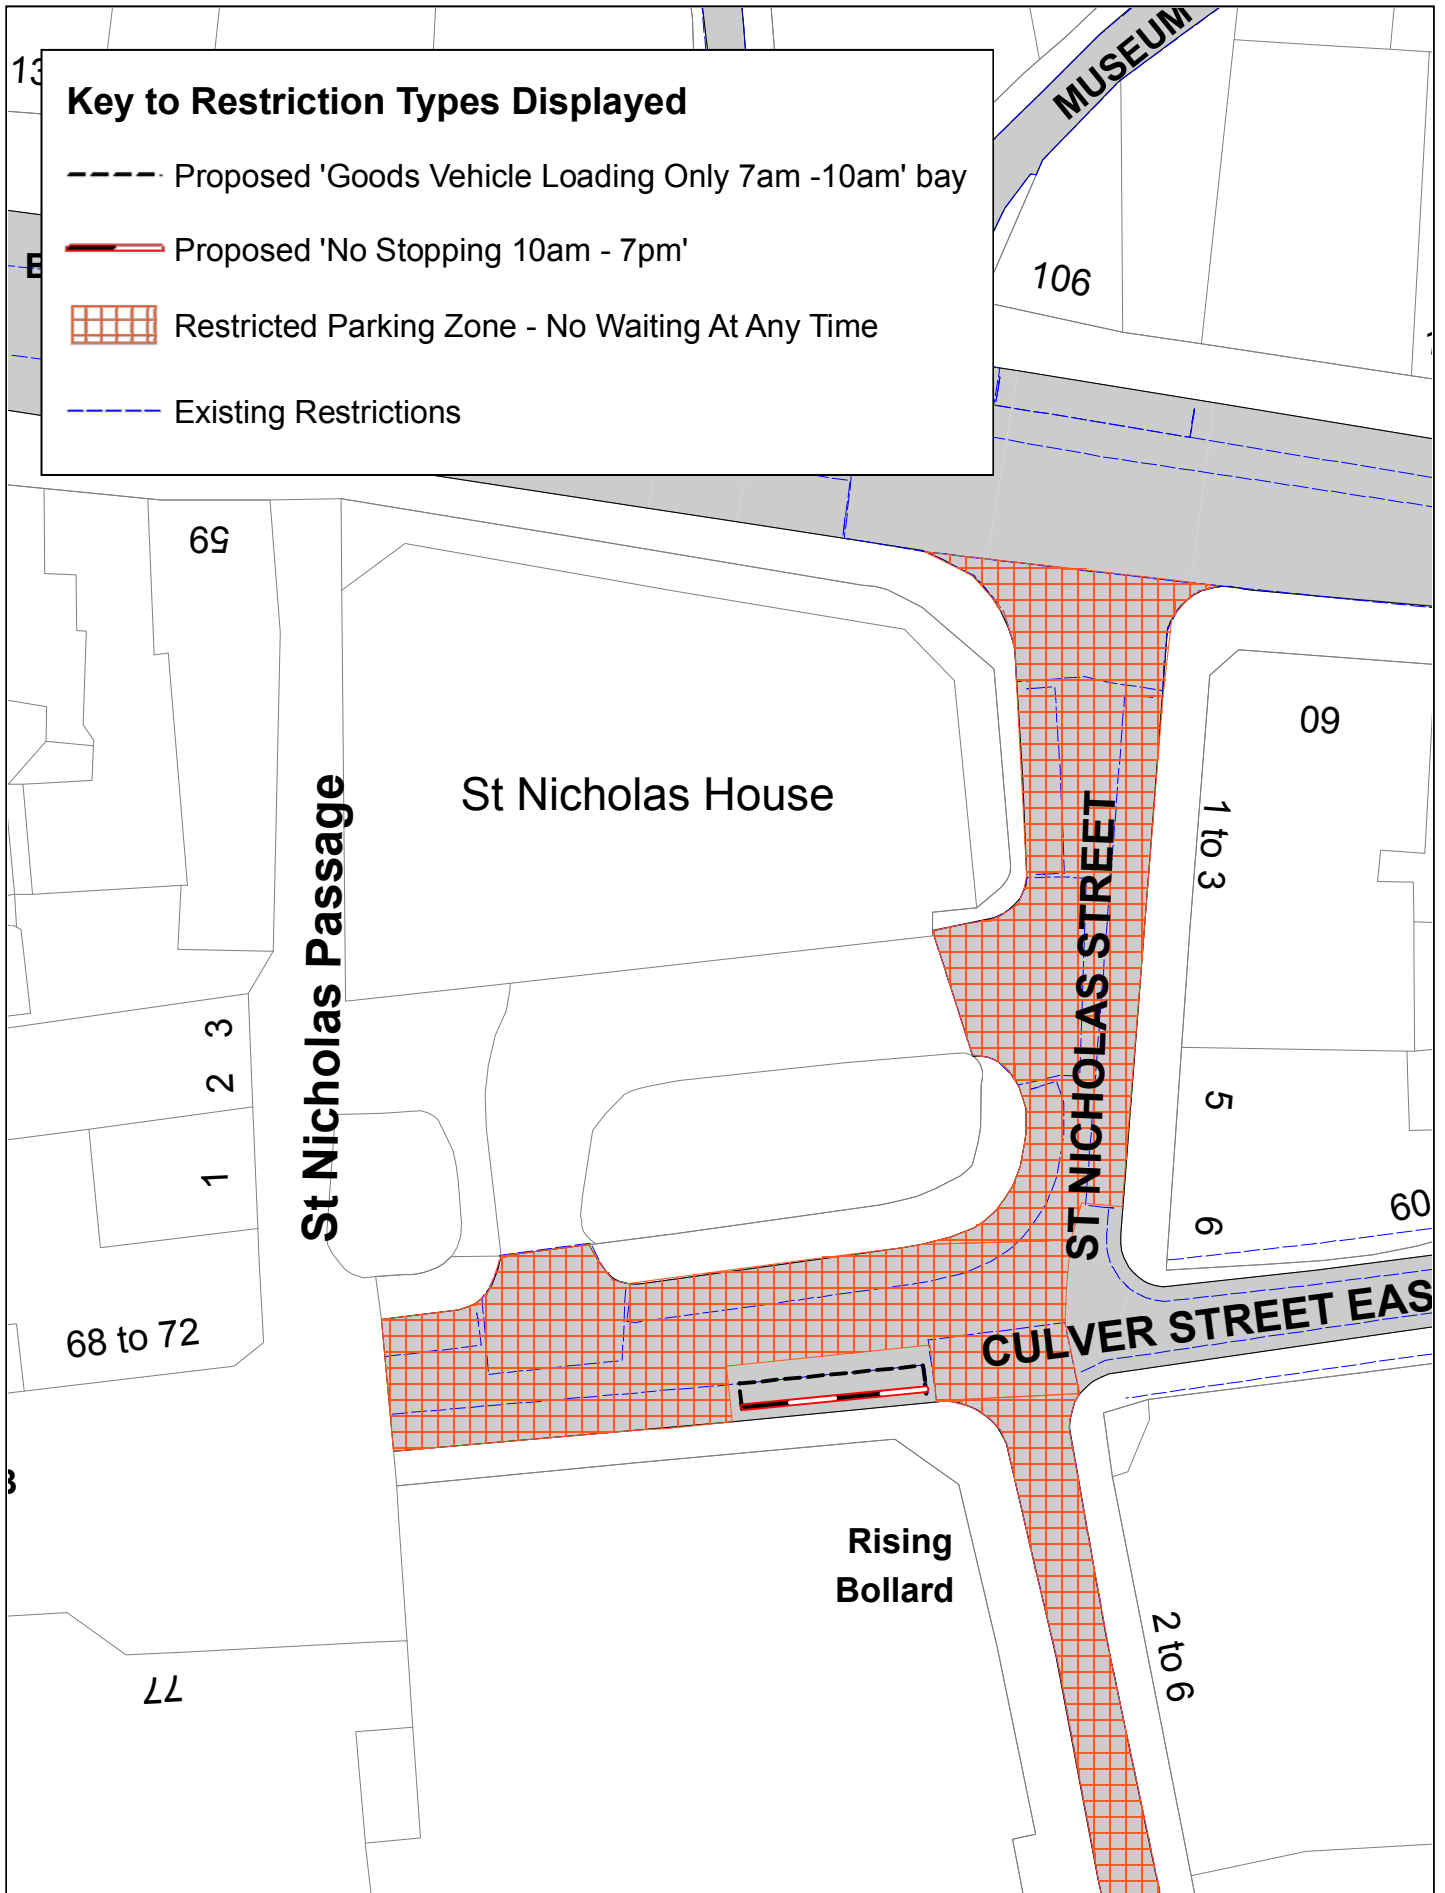 MUSEUM
Key to Restriction Types Displayed
Proposed 'Goods Vehicle Loading Only 7am -10am' bay
Proposed 'No Stopping 10am - 7pm'
Restricted Parking Zone - No Waiting At Any Time
Existing Restrictions
106
59
St Nicholas House
60
1 to 3
St Nicholas Passage
ST NICHOLAS STREET
3
2
1
5
6
60
68 to 72
CULVER STREET EAS
Rising
Bollard
2 to 6
77